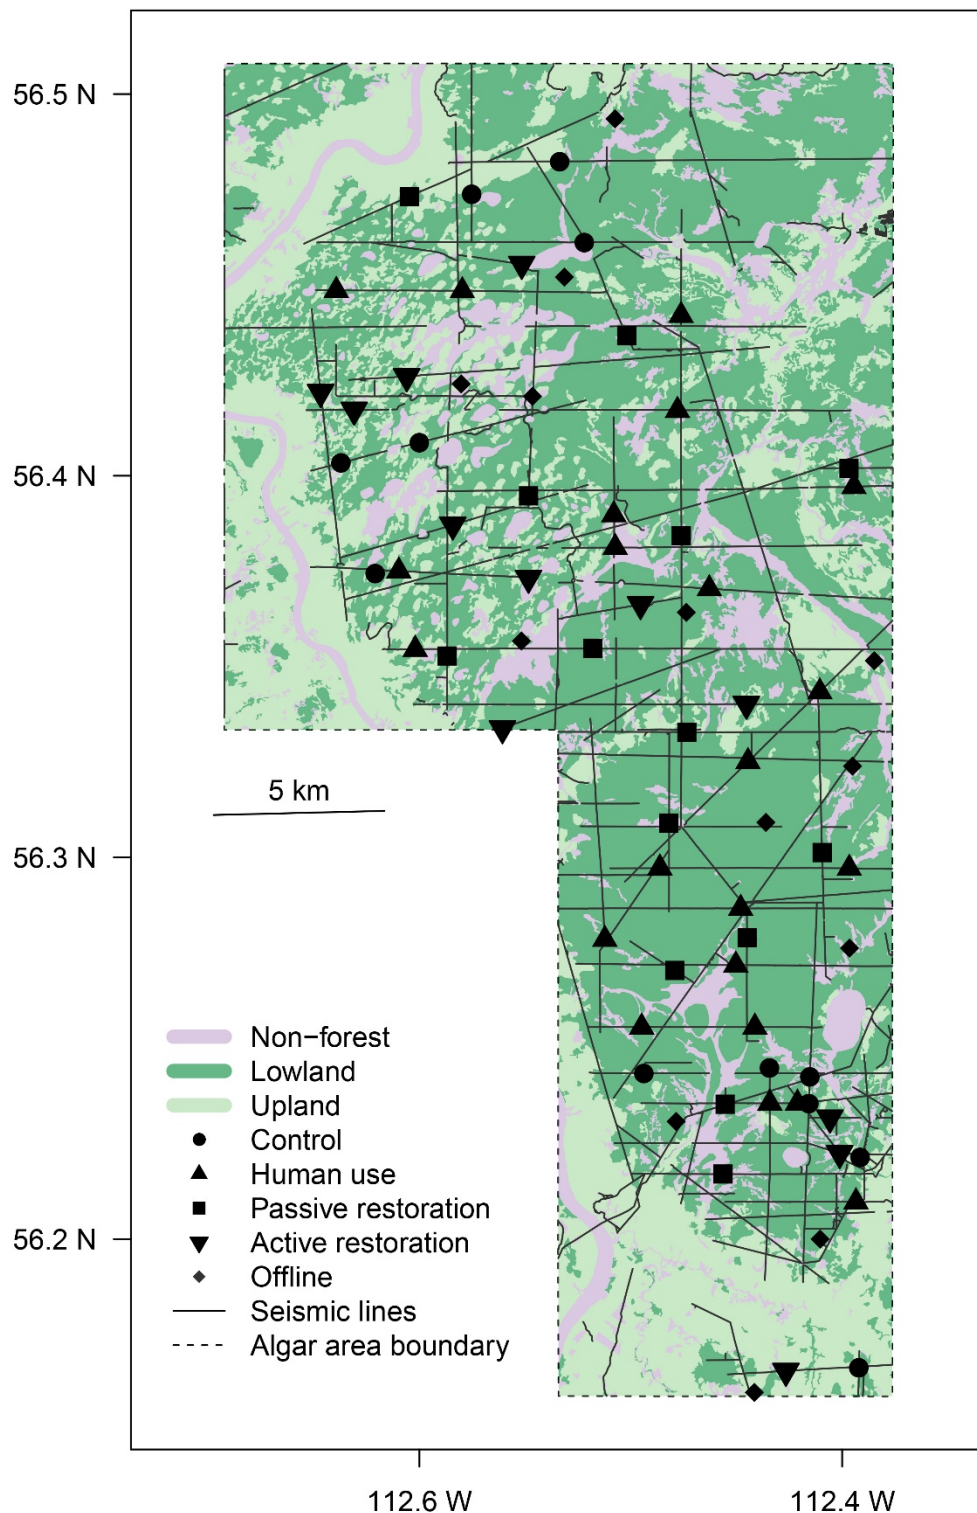 56.5 N
56.4 N
5 km
56.3 N
Non−forest
Lowland
Upland
Control
Human use
Passive restoration
56.2 N
Active restoration
Offline
Seismic lines
Algar area boundary
112.6 W
112.4 W